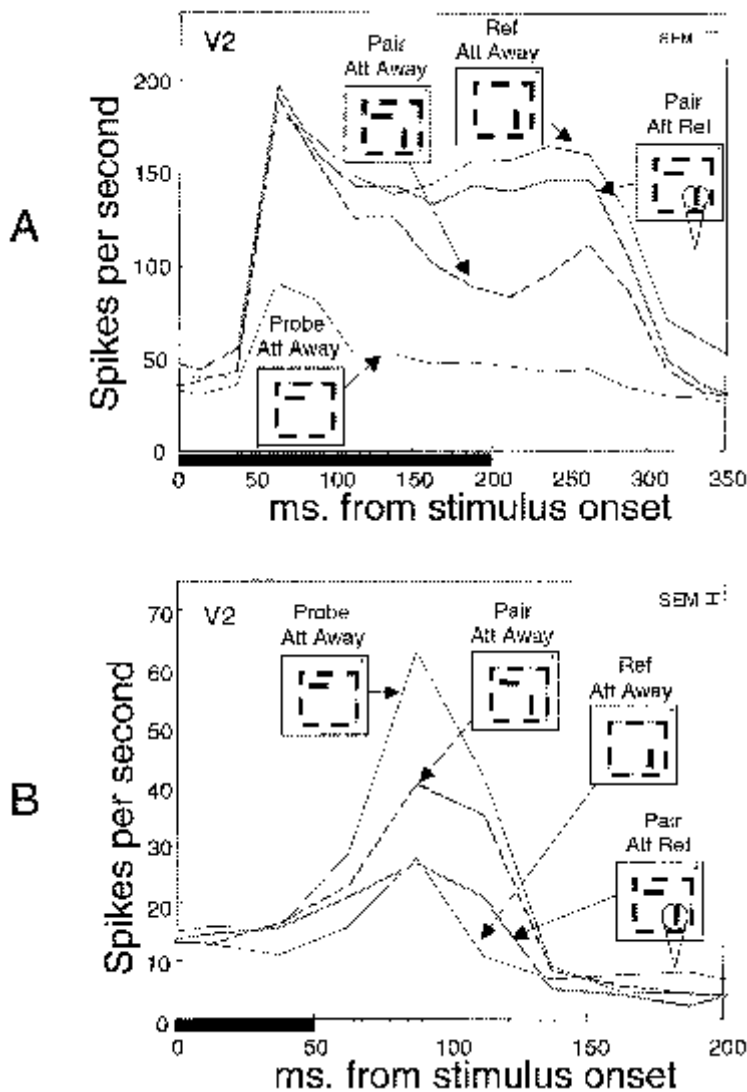 A
V2
SEM
Pair
Att Away
Ref
Att Away
Pair
Att Ref
Probe
Att Away
Spikes per second
200
150
100
50
0
0 50 100 150 200 250 300 350
ms. from stimulus onset
B
V2
SEM
Probe
Att Away
Pair
Att Away
Ref
Att Away
Pair
Att Ref
Spikes per second
70
60
50
40
30
20
10
0
0 50 100 150 200
ms. from stimulus onset